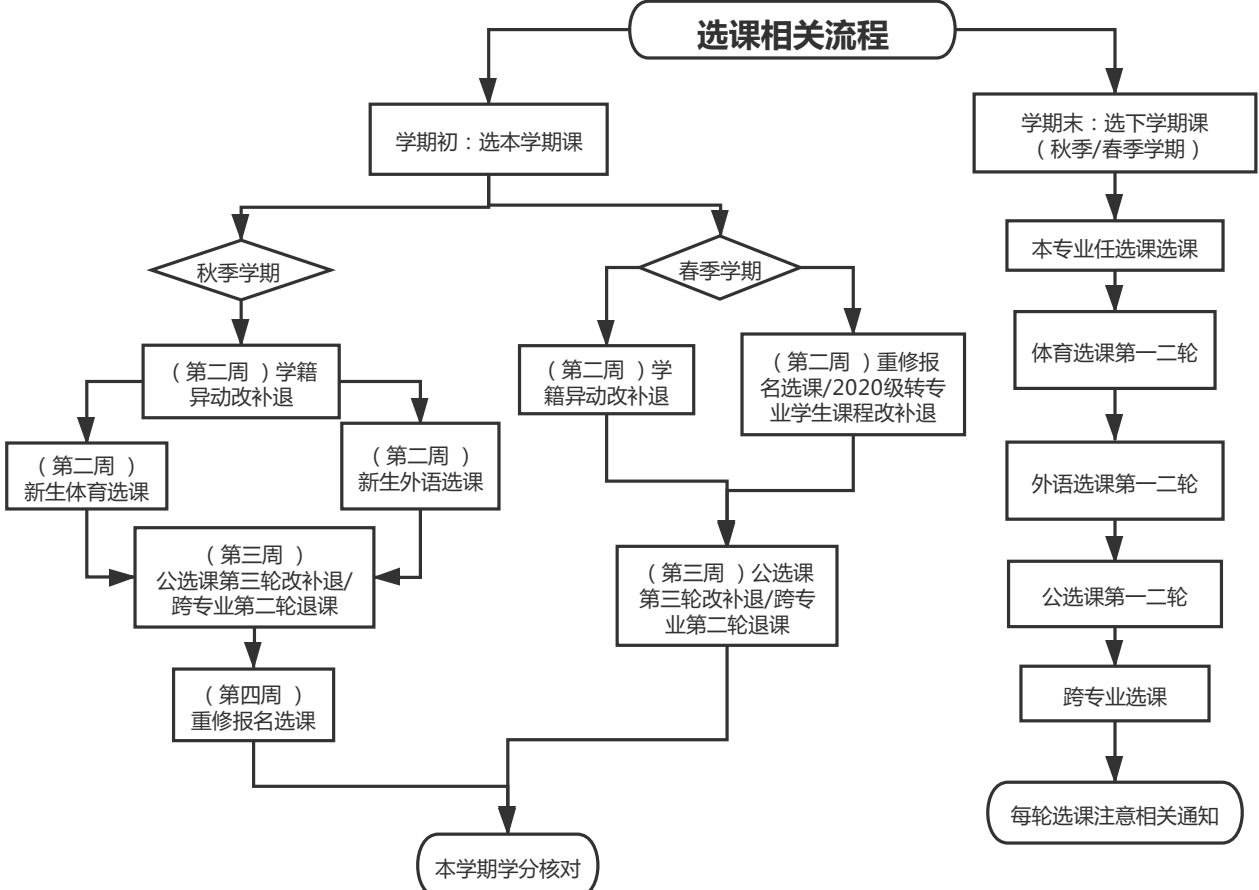 选课相关流程
学期初：选本学期课
学期末：选下学期课
（秋季/春季学期）
秋季学期
春季学期
本专业任选课选课
（第二周 ）学籍
异动改补退
（第二周 ）学
籍异动改补退
（第二周 ）重修报
名选课/2020级转专
业学生课程改补退
体育选课第一二轮
（第二周 ）
新生体育选课
（第二周 ）
新生外语选课
外语选课第一二轮
（第三周 ）
公选课第三轮改补退/
跨专业第二轮退课
（第三周 ）公选课
第三轮改补退/跨专
业第二轮退课
公选课第一二轮
（第四周 ）
重修报名选课
跨专业选课
每轮选课注意相关通知
本学期学分核对